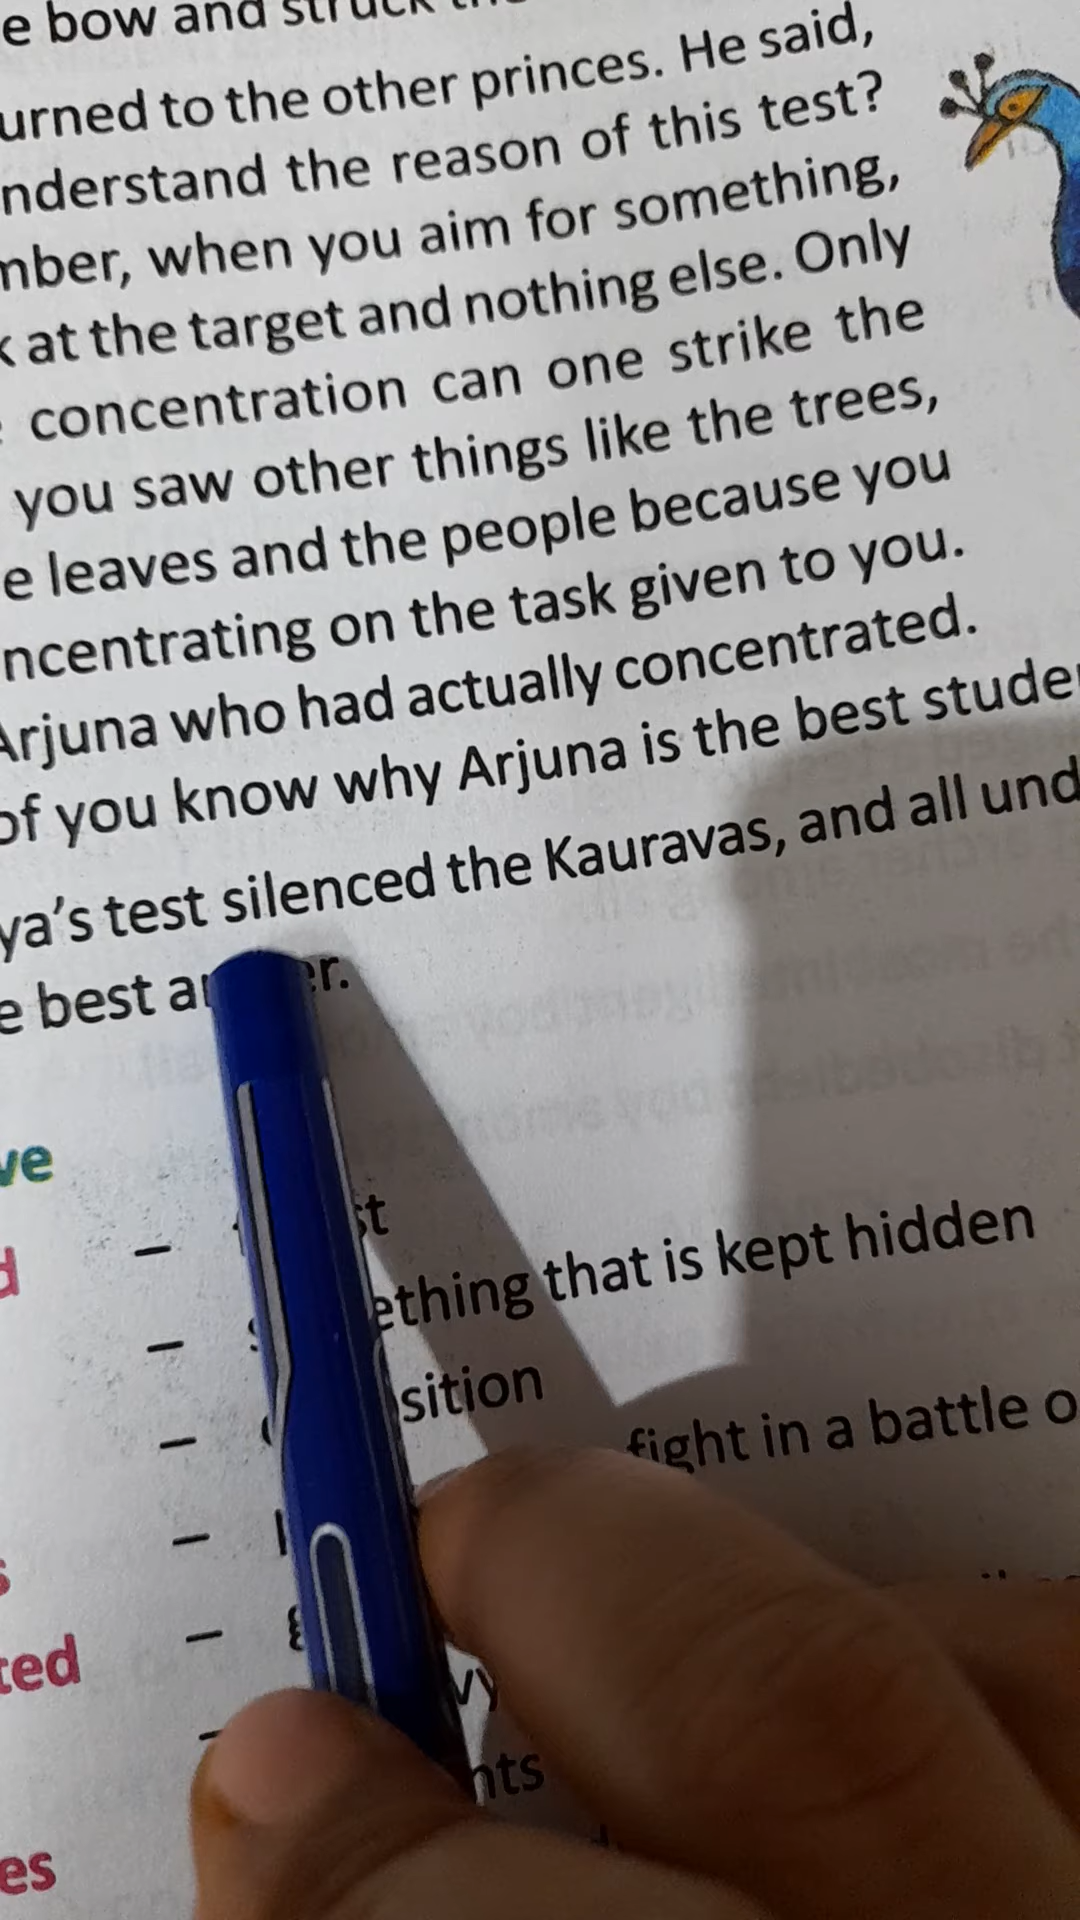 e bow and struck
urned to the other princes. He said,
nderstand the reason of this test?
mber, when you aim for something,
k at the target and nothing else. Only
concentration can one strike the
you saw other things like the trees,
e leaves and the people because you
ncentrating on the task given to you.
Arjuna who had actually concentrated.
of you know why Arjuna is the best stude
ya's test silenced the Kauravas, and all und
e best er.
ve
d – st
– ething that is kept hidden
– sition
– fight in a battle o
s –
ted – vy
– nts
es